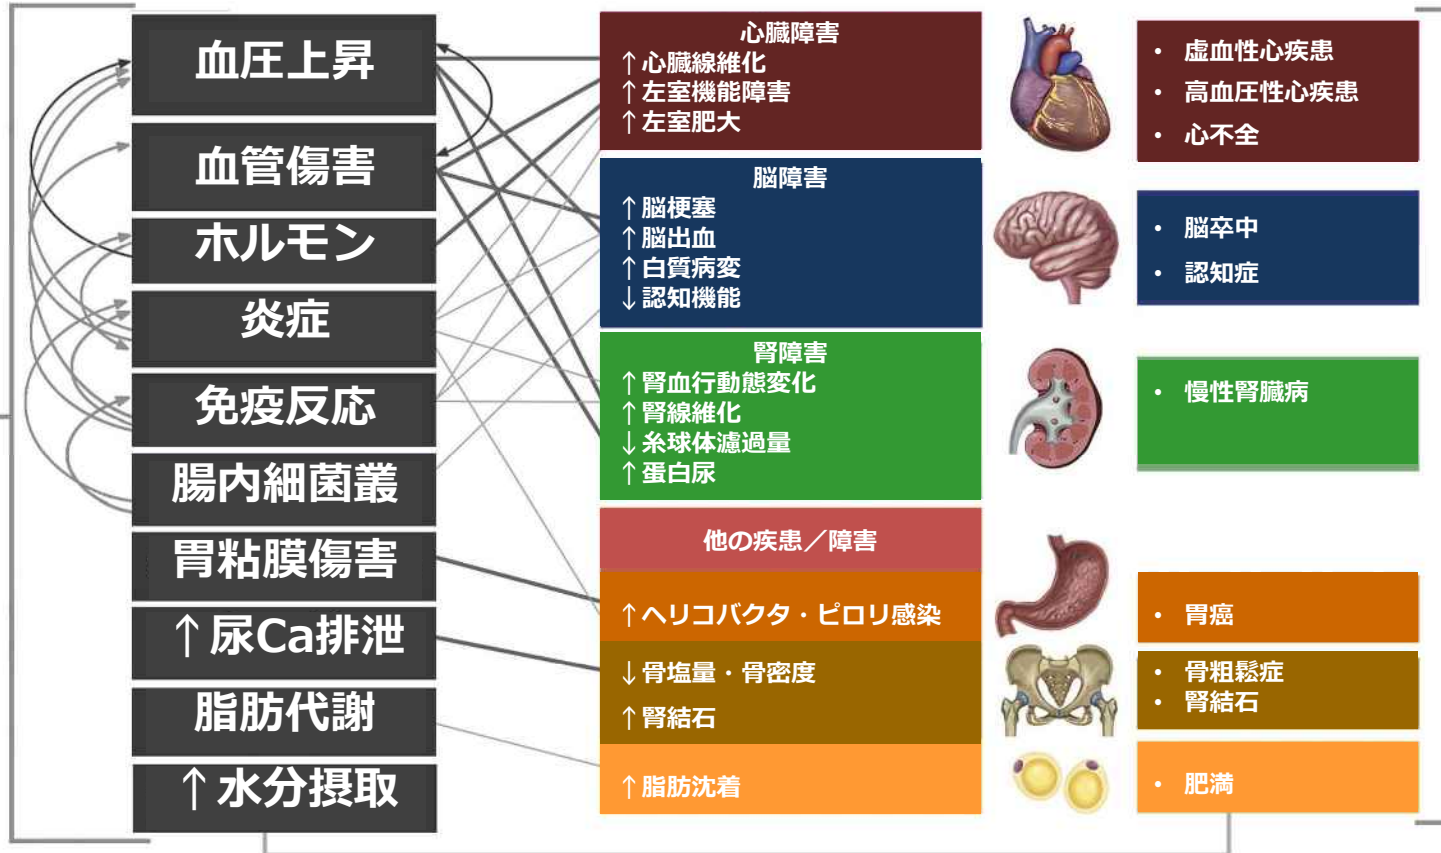 血圧上昇
血管傷害
ホルモン
炎症
免疫反応
腸内細菌叢
胃粘膜傷害
↑尿Ca排泄
脂肪代謝
↑水分摂取
心臓障害
↑心臓線維化
↑左室機能障害
↑左室肥大
脳障害
↑脳梗塞
↑脳出血
↑白質病変
↓認知機能
腎障害
↑腎血行動態変化
↑腎線維化
↓糸球体濾過量
↑蛋白尿
他の疾患／障害
↑ヘリコバクタ・ピロリ感染
↓骨塩量・骨密度
↑腎結石
↑脂肪沈着
• 虚血性心疾患
• 高血圧性心疾患
• 心不全
• 脳卒中
• 認知症
• 慢性腎臓病
• 胃癌
• 骨粗鬆症
• 腎結石
• 肥満